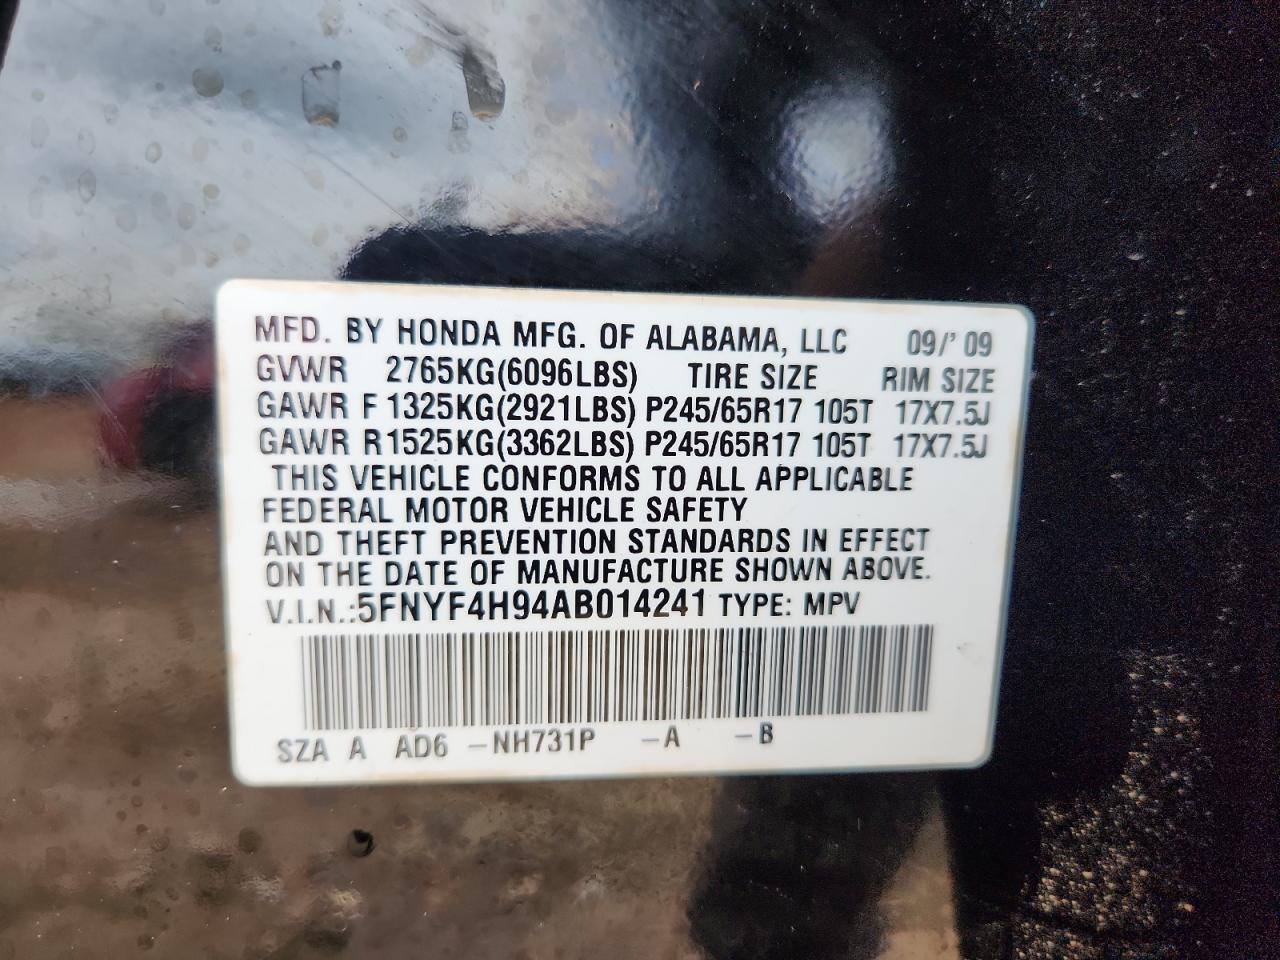 MFD. BY HONDA MFG. OF ALABAMA, LLC 09/'09
GVWR 2765KG(6096LBS) TIRE SIZE RIM SIZE
GAWR F 1325KG(2921LBS) P245/65R17 105T 17X7.5J
GAWR R 1525KG(3362LBS) P245/65R17 105T 17X7.5J
THIS VEHICLE CONFORMS TO ALL APPLICABLE
FEDERAL MOTOR VEHICLE SAFETY
AND THEFT PREVENTION STANDARDS IN EFFECT
ON THE DATE OF MANUFACTURE SHOWN ABOVE.
V.I.N.:5FNYF4H94AB014241 TYPE: MPV
SZA A AD6 -NH731P -A -B